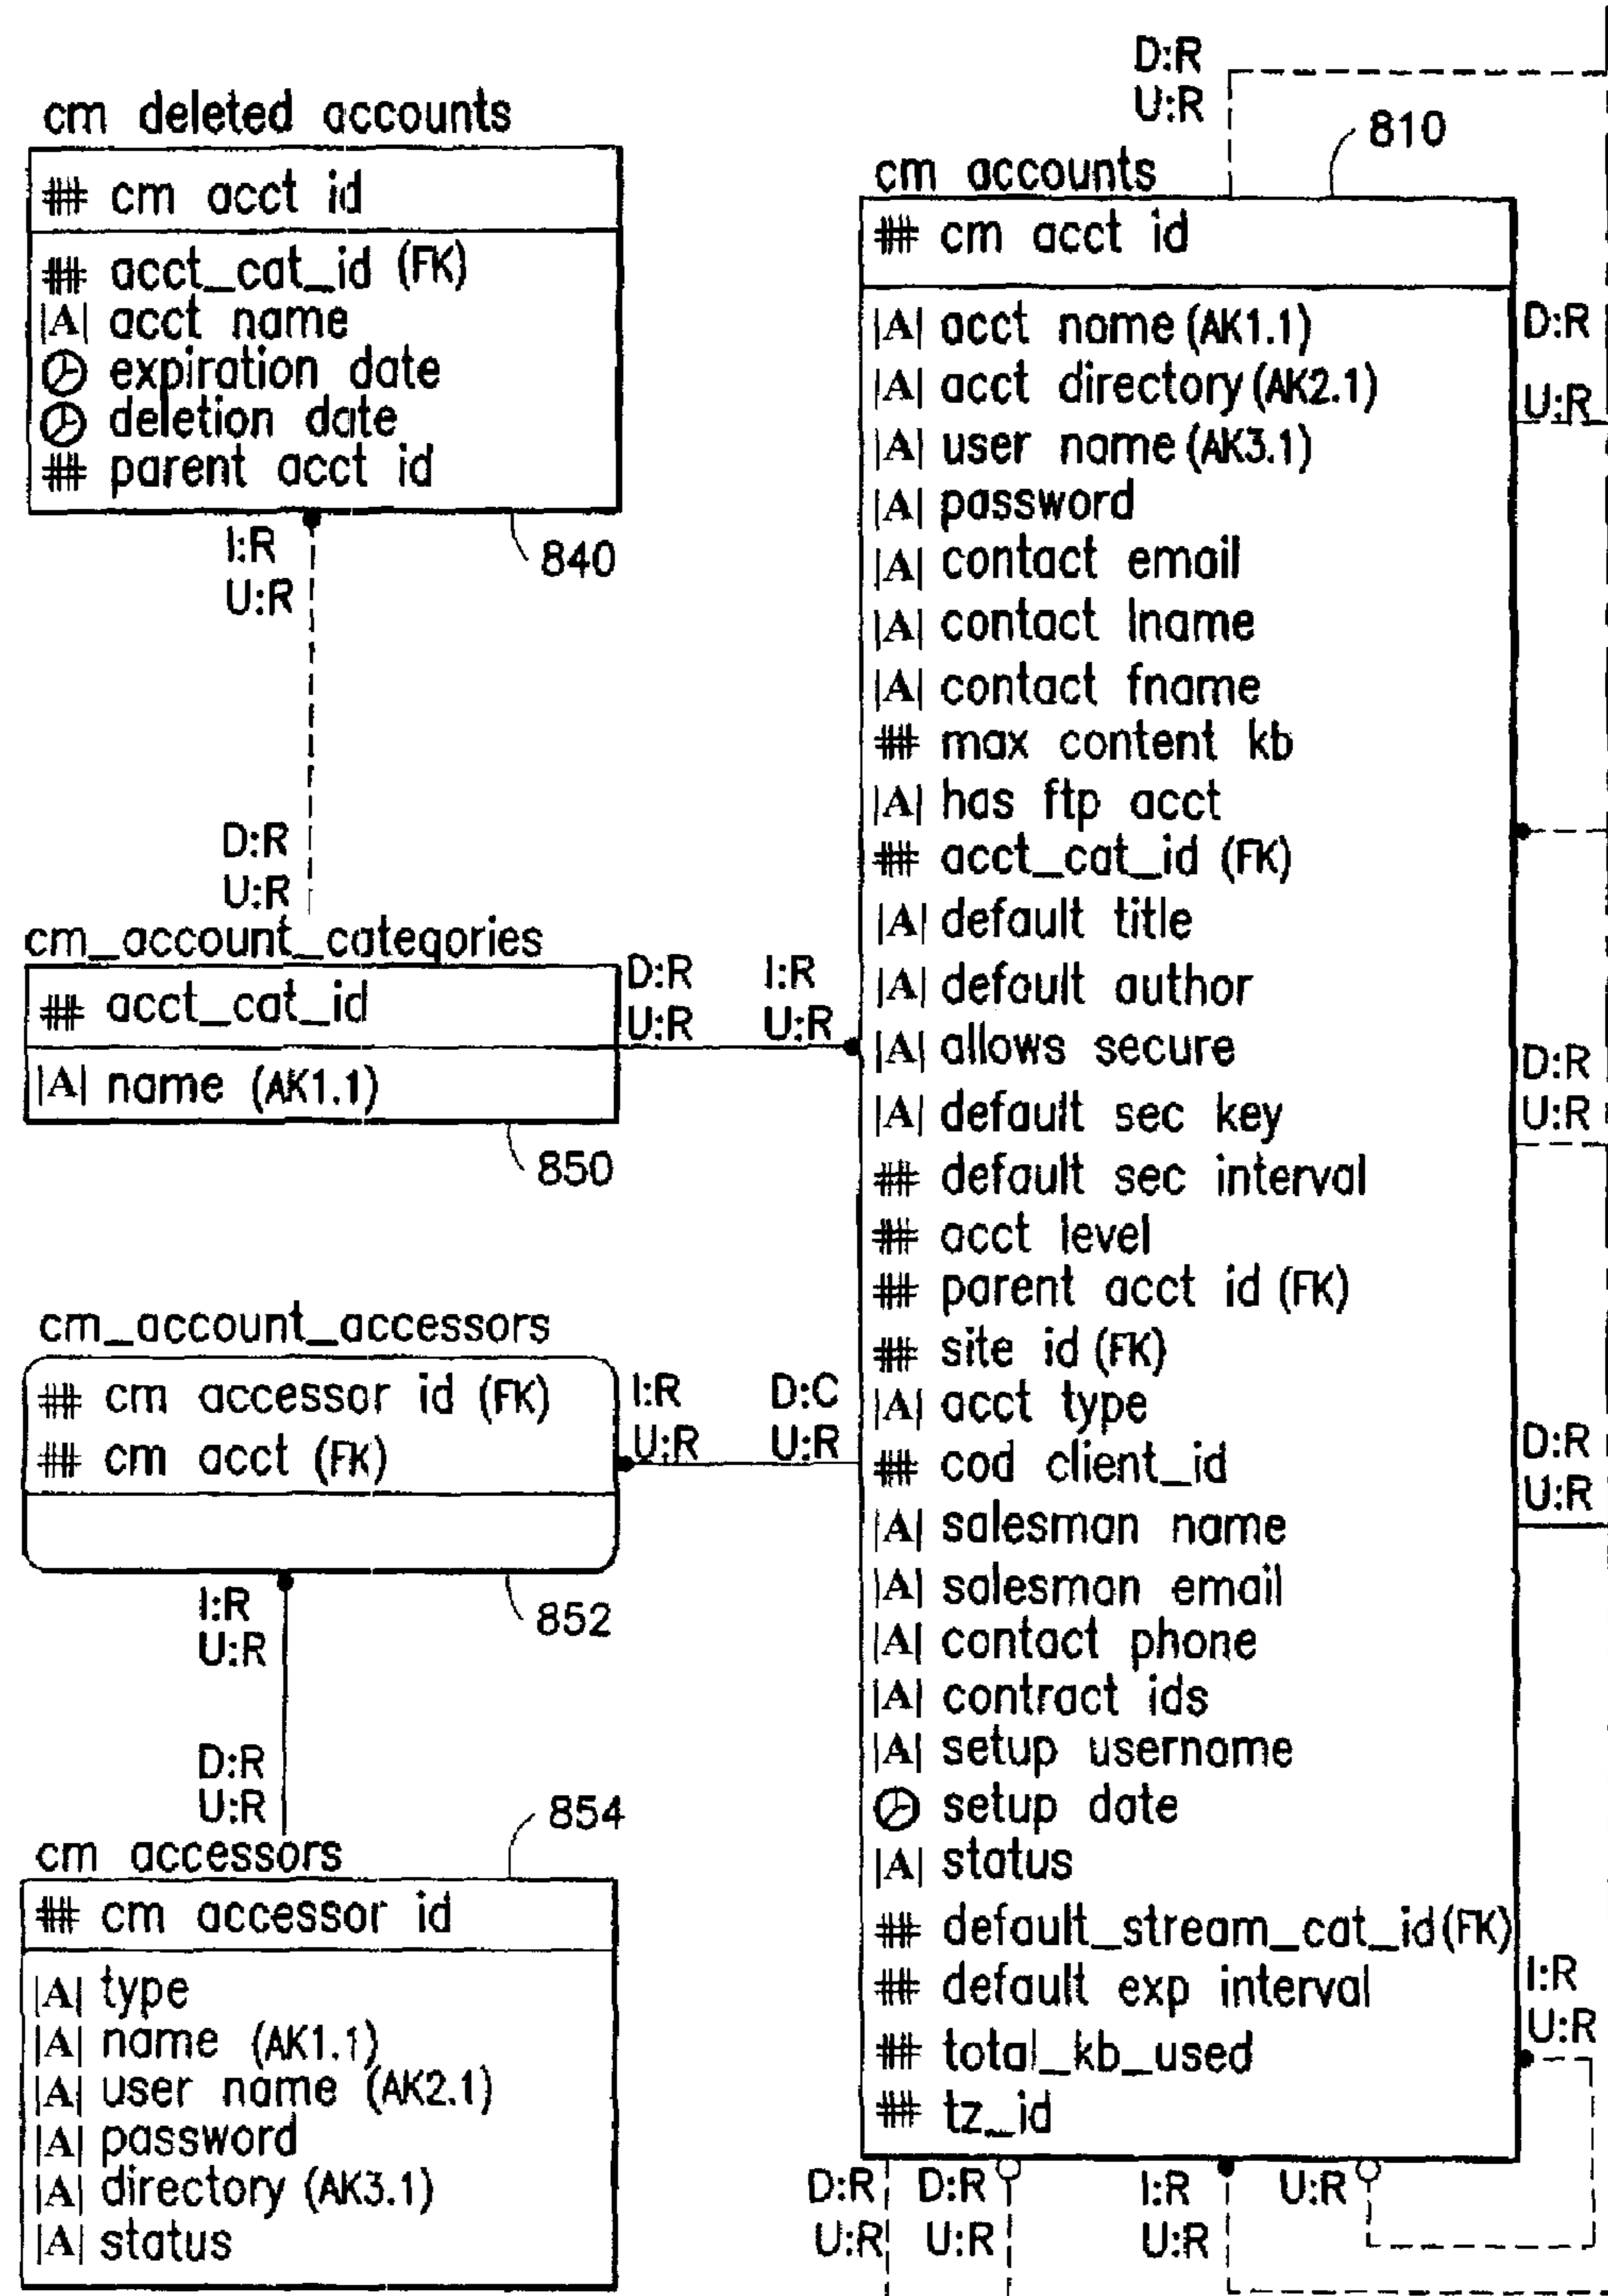 cm deleted accounts
## cm acct id
## acct_cat_id (FK)
|A| acct name
expiration date
deletion date
## parent acct id
I:R
U:R
840
D:R
U:R
cm_account_categories
## acct_cat_id
|A| name (AK1.1)
850
D:R I:R
U:R U:R
cm_account_accessors
## cm accessor id (FK)
## cm acct (FK)
852
I:R D:C
U:R U:R
I:R
U:R
D:R
U:R
854
cm accessors
## cm accessor id
|A| type
|A| name (AK1.1)
|A| user name (AK2.1)
|A| password
|A| directory (AK3.1)
|A| status
D:R
U:R
810
cm accounts
## cm acct id
|A| acct name (AK1.1)
|A| acct directory (AK2.1)
|A| user name (AK3.1)
|A| password
|A| contact email
|A| contact lname
|A| contact fname
## max content kb
|A| has ftp acct
## acct_cat_id (FK)
|A| default title
|A| default author
|A| allows secure
|A| default sec key
## default sec interval
## acct level
## parent acct id (FK)
## site id (FK)
|A| acct type
## cod client_id
|A| salesman name
|A| salesman email
|A| contact phone
|A| contract ids
|A| setup username
setup date
|A| status
## default_stream_cat_id (FK)
## default exp interval
## total_kb_used
## tz_id
D:R
U:R
D:R
U:R
D:R
U:R
I:R
U:R
D:R D:R I:R U:R
U:R U:R U:R